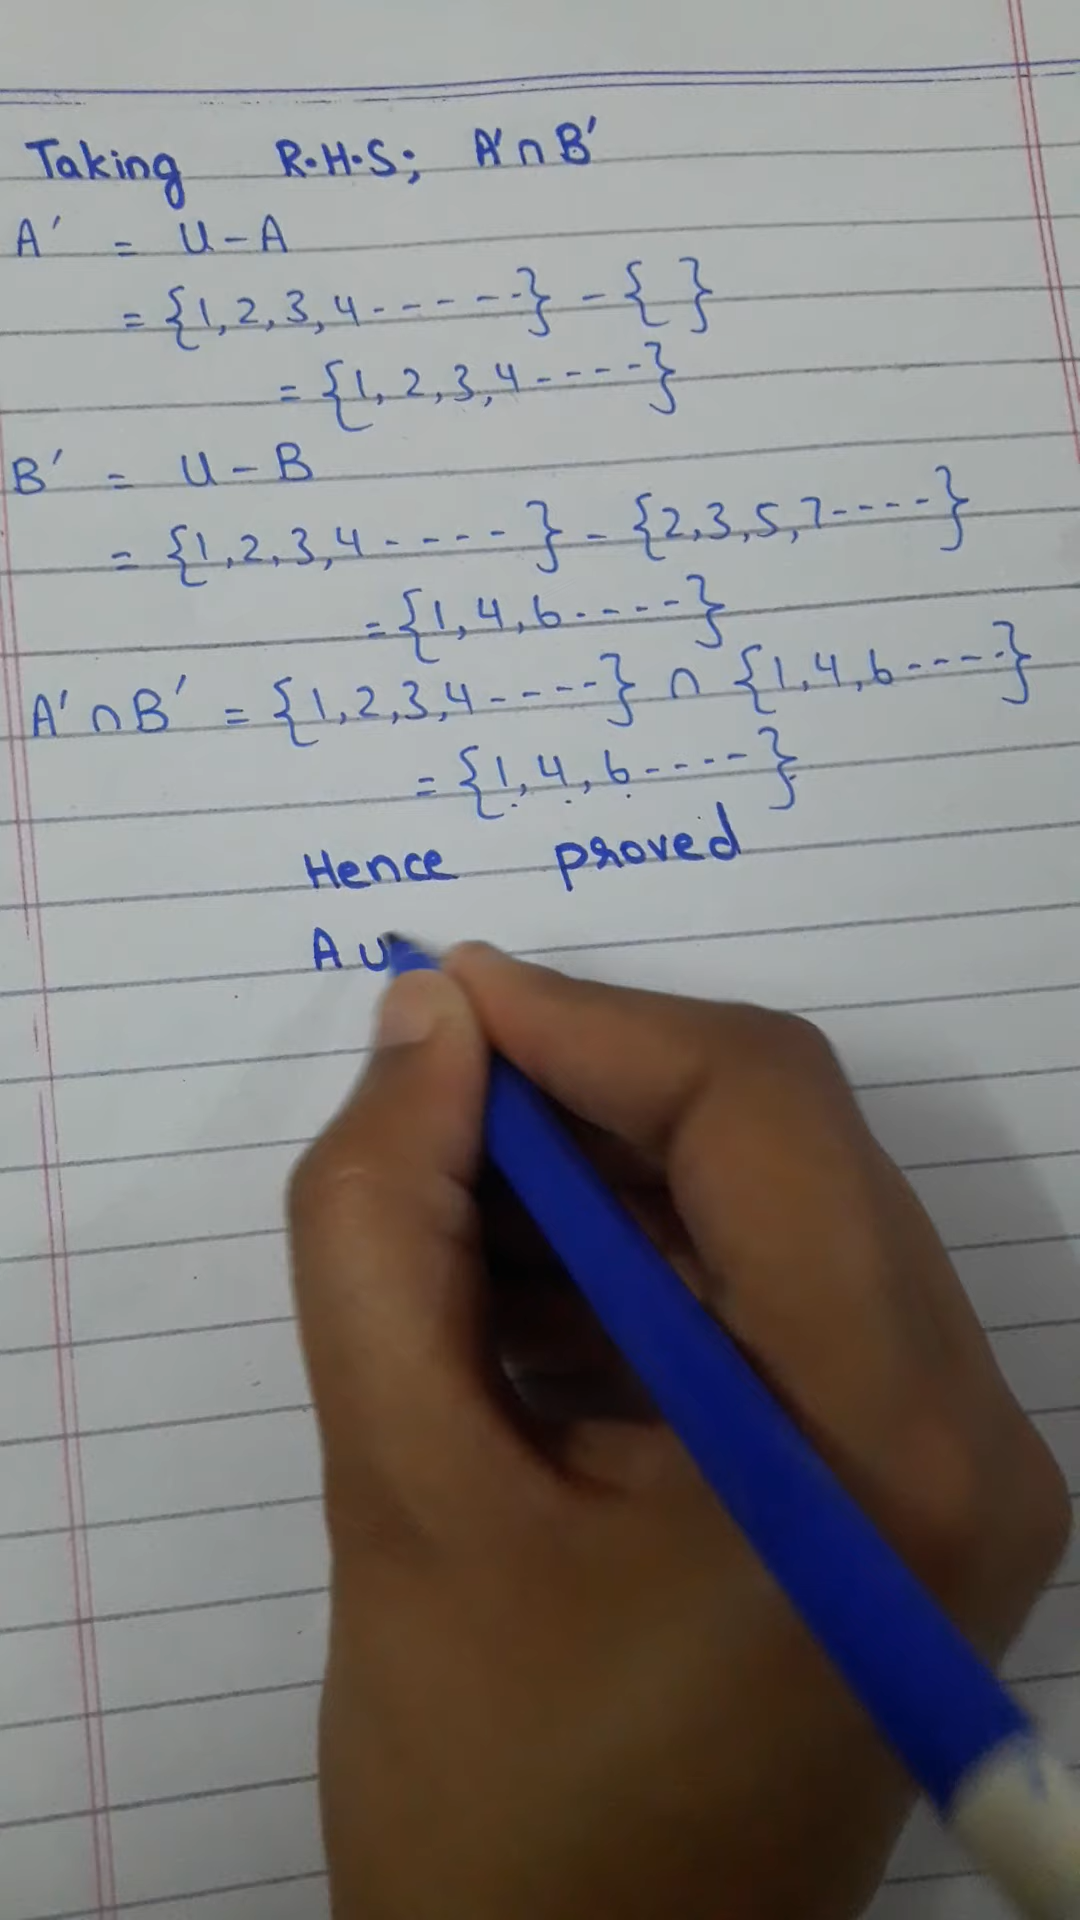 Taking R.H.S; A'∩B'
A' = U-A
= {1,2,3,4------} - { }
= {1,2,3,4----}
B' = U-B
= {1,2,3,4-----} - {2,3,5,7----}
= {1,4,6-----}
A'∩B' = {1,2,3,4-----} ∩ {1,4,6----}
= {1,4,6----}
Hence proved
A U